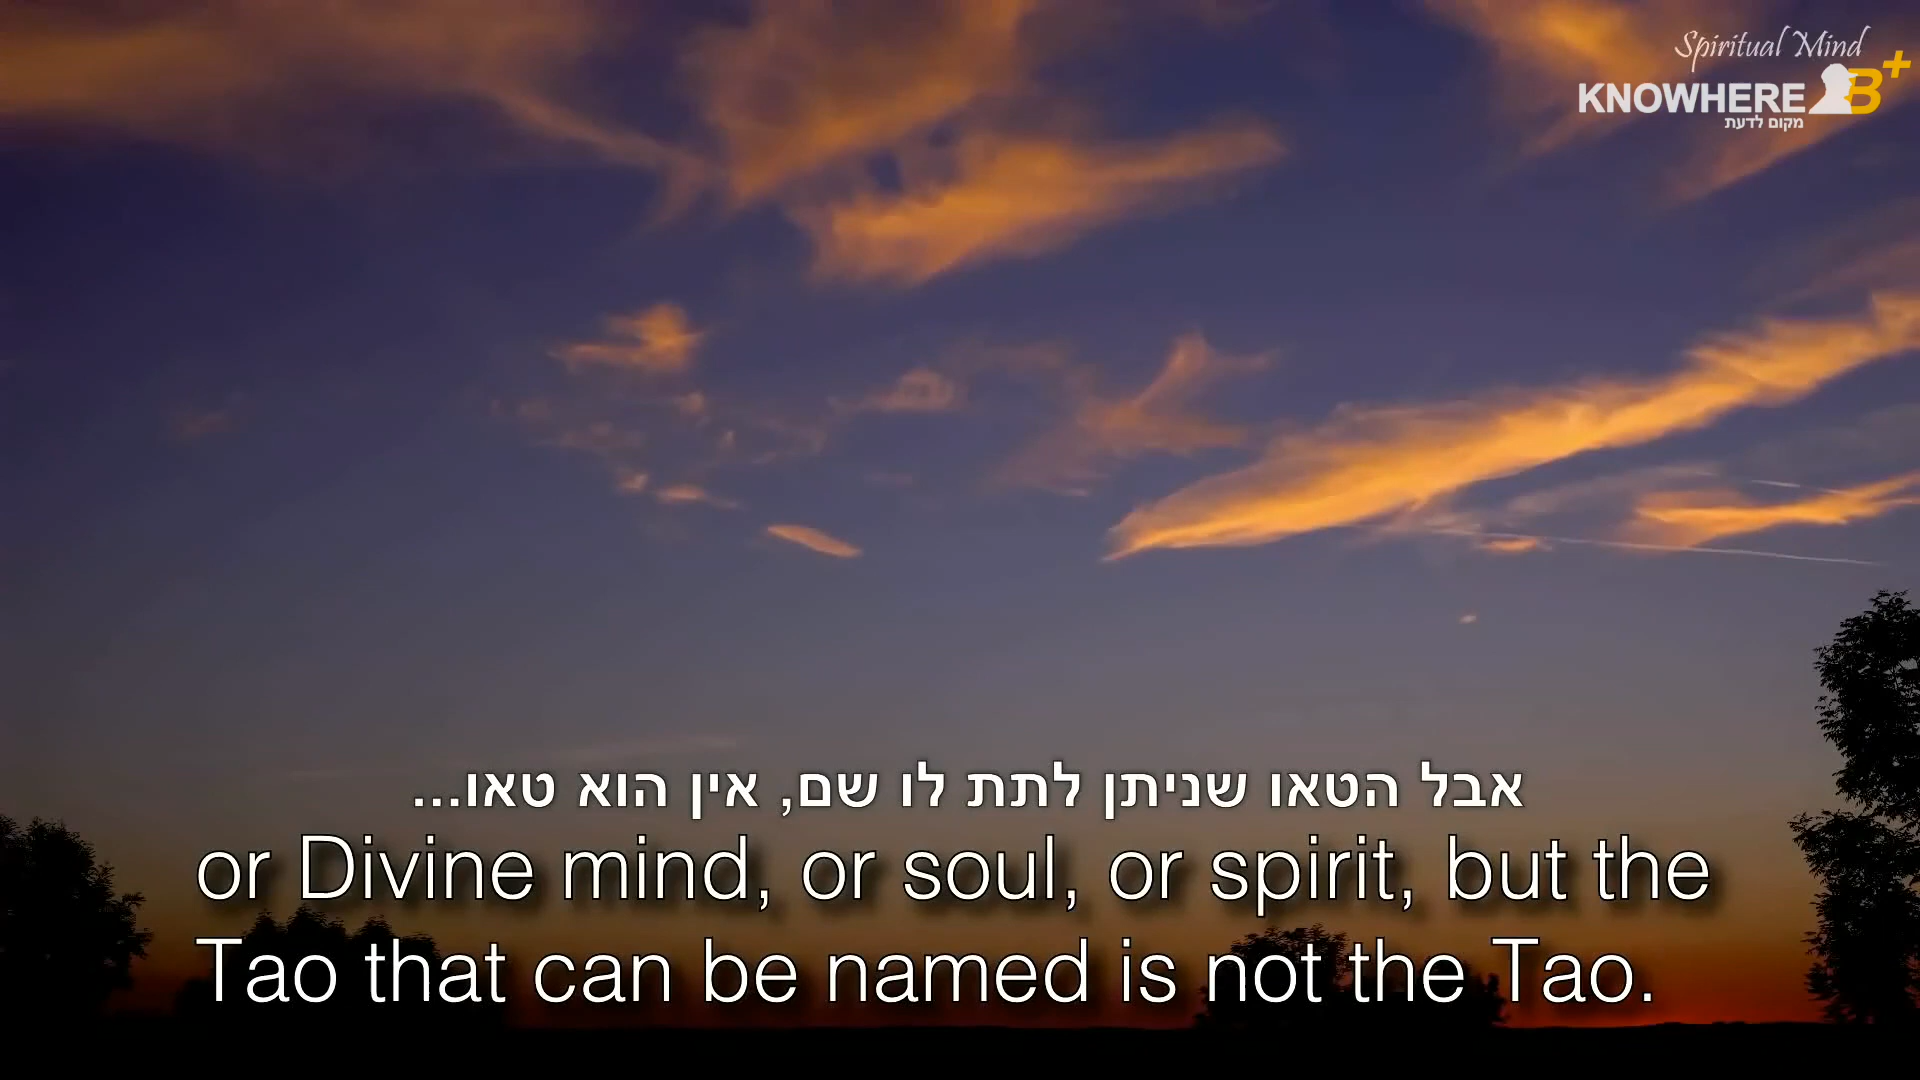 Spiritual Mind
KNOWHERE B+
מקום לדעת
אבל הטאו שניתן לתת לו שם, אין הוא טאו...
or Divine mind, or soul, or spirit, but the
Tao that can be named is not the Tao.